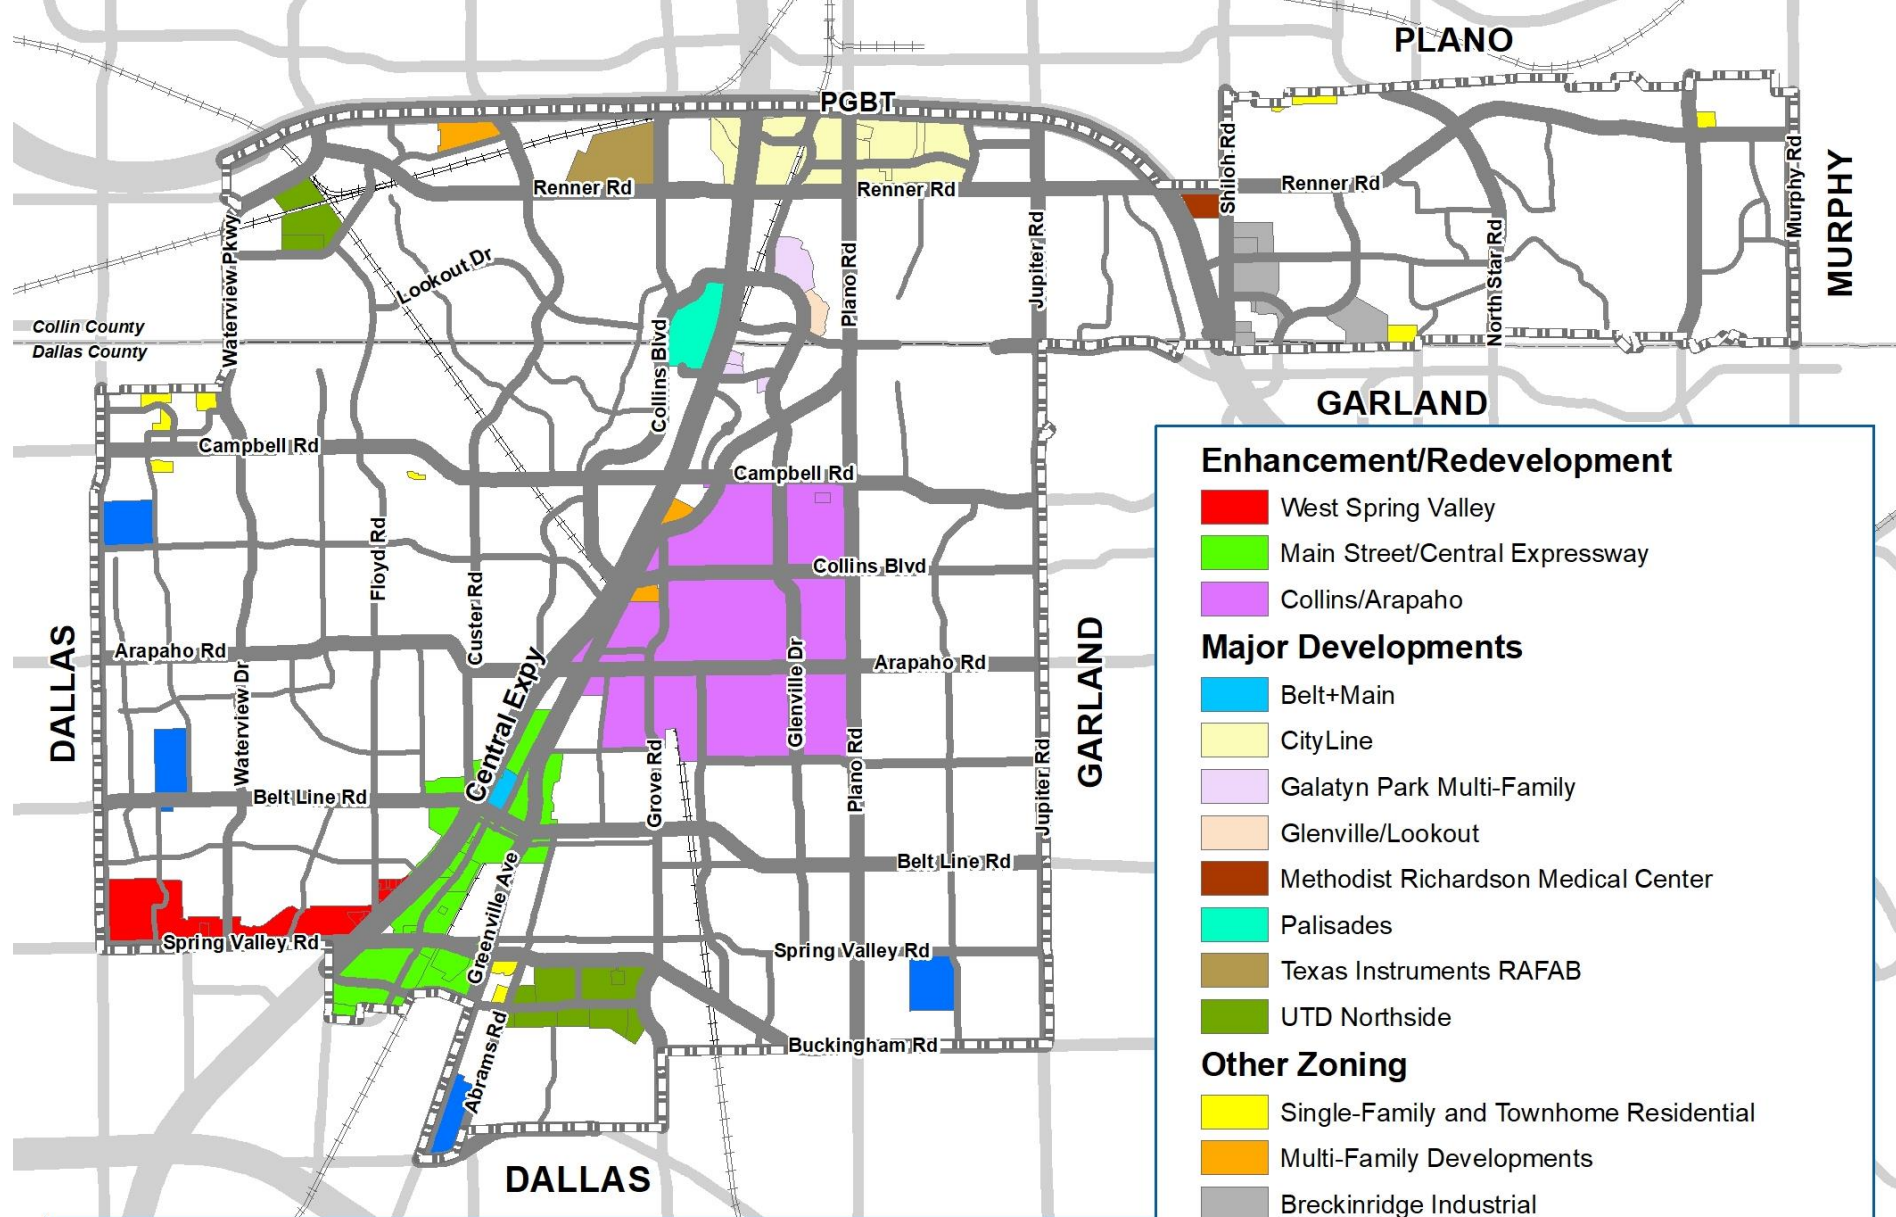 PLANO
PGBT
Shiloh Rd
Murphy Rd
MURPHY
Renner Rd
Renner Rd
Renner Rd
Waterview Pkwy
Lookout Dr
Plano Rd
Jupiter Rd
North Star Rd
Collin County
Dallas County
Collins Blvd
GARLAND
Campbell Rd
Campbell Rd
Floyd Rd
Custer Rd
Collins Blvd
DALLAS
Arapaho Rd
Waterview Dr
Central Expy
Glenville Dr
Arapaho Rd
GARLAND
Belt Line Rd
Grove Rd
Plano Rd
Jupiter Rd
Belt Line Rd
Greenville Ave
Spring Valley Rd
Spring Valley Rd
Abrams Rd
Buckingham Rd
DALLAS
Enhancement/Redevelopment
West Spring Valley
Main Street/Central Expressway
Collins/Arapaho
Major Developments
Belt+Main
CityLine
Galatyn Park Multi-Family
Glenville/Lookout
Methodist Richardson Medical Center
Palisades
Texas Instruments RAFAB
UTD Northside
Other Zoning
Single-Family and Townhome Residential
Multi-Family Developments
Breckinridge Industrial